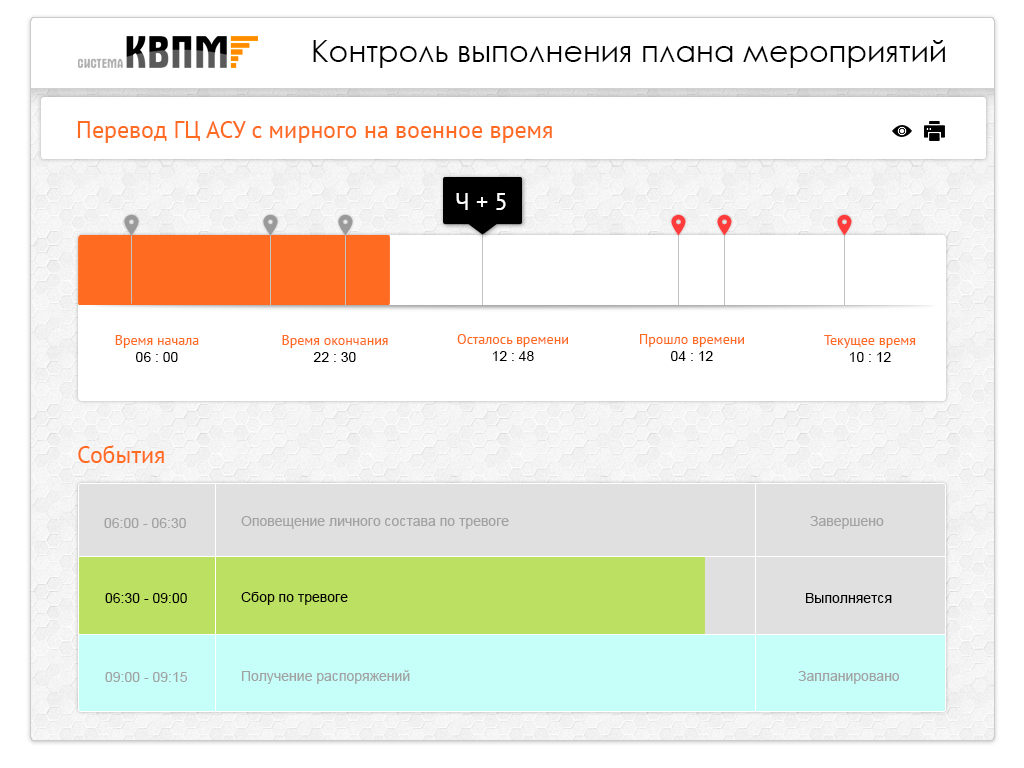 СИСТЕМА КВПМ
Контроль выполнения плана мероприятий
Перевод ГЦ АСУ с мирного на военное время
Ч + 5
Время начала
06 : 00
Время окончания
22 : 30
Осталось времени
12 : 48
Прошло времени
04 : 12
Текущее время
10 : 12
События
06:00 - 06:30 Оповещение личного состава по тревоге Завершено
06:30 - 09:00 Сбор по тревоге Выполняется
09:00 - 09:15 Получение распоряжений Запланировано